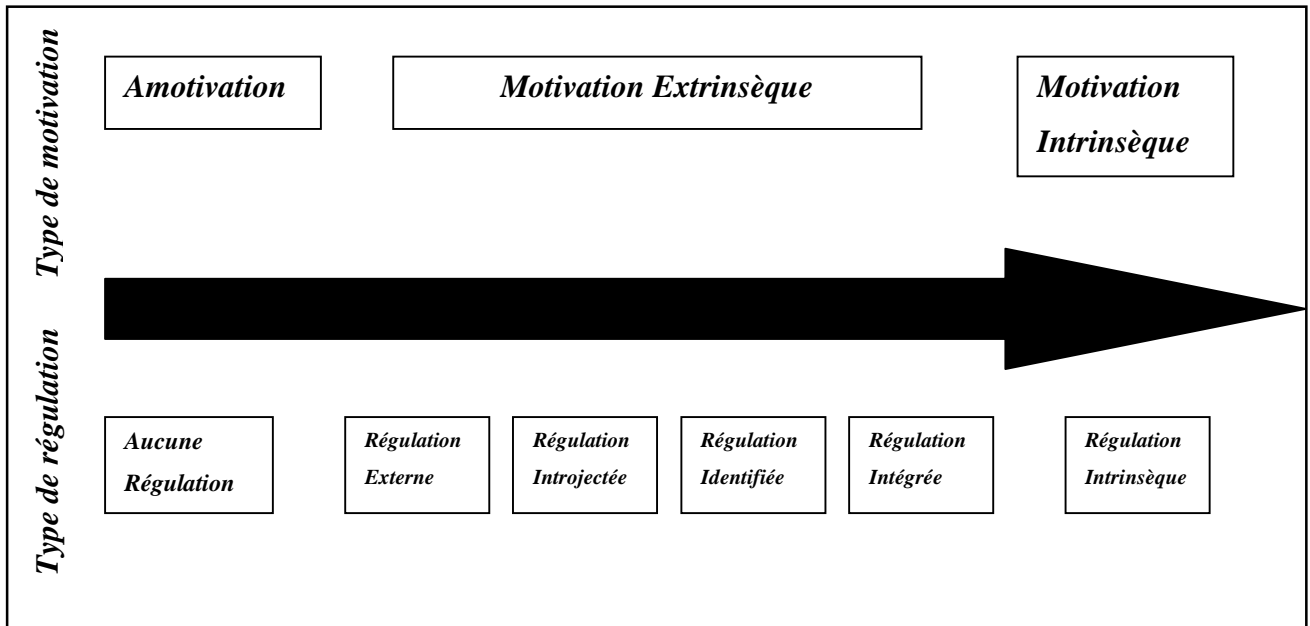 Type de motivation
Amotivation
Motivation Extrinsèque
Motivation
Intrinsèque
Type de régulation
Aucune
Régulation
Régulation
Externe
Régulation
Introjectée
Régulation
Identifiée
Régulation
Intégrée
Régulation
Intrinsèque